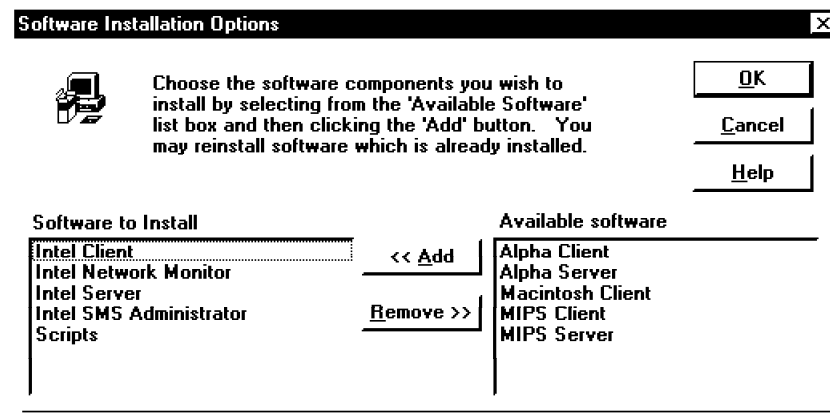 Software Installation Options
Choose the software components you wish to
install by selecting from the 'Available Software'
list box and then clicking the 'Add' button. You
may reinstall software which is already installed.
OK
Cancel
Help
Software to Install
Intel Client
Intel Network Monitor
Intel Server
Intel SMS Administrator
Scripts
<< Add
Remove >>
Available software
Alpha Client
Alpha Server
Macintosh Client
MIPS Client
MIPS Server